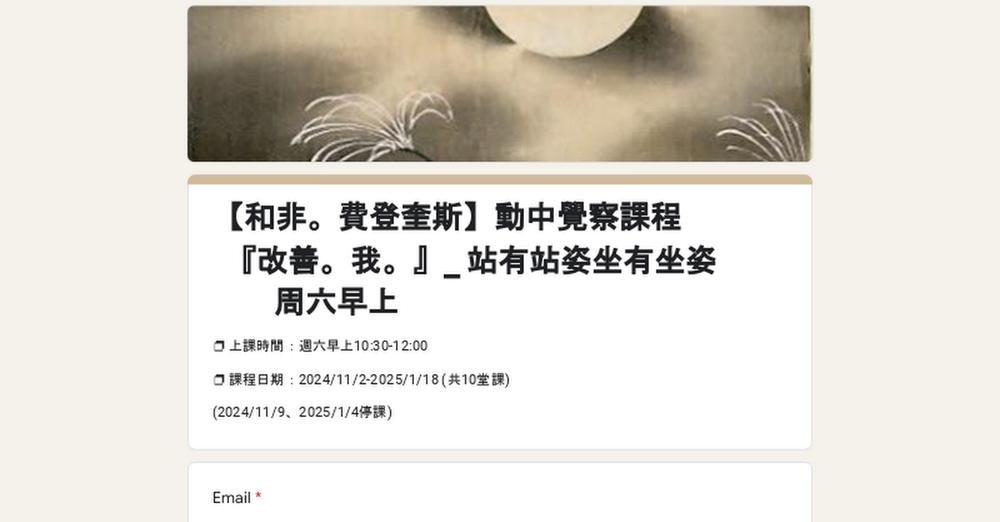 【和非。費登奎斯】動中覺察課程
『改善。我。』_ 站有站姿坐有坐姿
周六早上
❐ 上課時間：週六早上10:30-12:00
❐ 課程日期：2024/11/2-2025/1/18 (共10堂課)
(2024/11/9、2025/1/4停課)
Email *